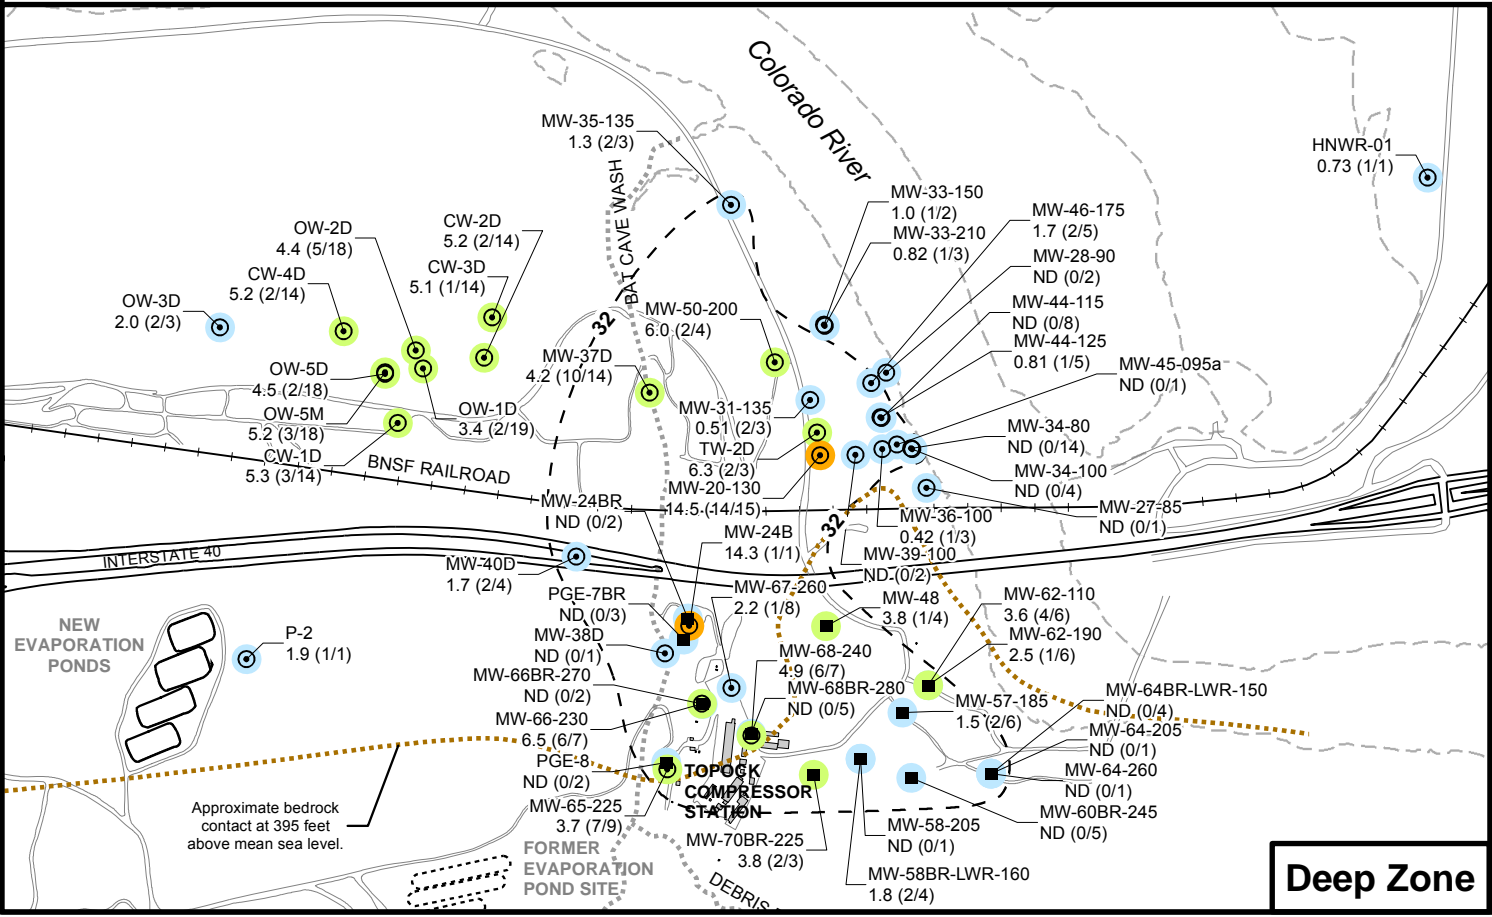 Colorado River
MW-35-135
1.3 (2/3)
BAT CAVE WASH
HNWR-01
0.73 (1/1)
MW-33-150
1.0 (1/2)
MW-33-210
0.82 (1/3)
MW-46-175
1.7 (2/5)
MW-28-90
ND (0/2)
MW-44-115
ND (0/8)
MW-44-125
0.81 (1/5)
MW-45-095a
ND (0/1)
CW-2D
5.2 (2/14)
OW-2D
4.4 (5/18)
CW-3D
5.1 (1/14)
CW-4D
5.2 (2/14)
OW-3D
2.0 (2/3)
32
MW-50-200
6.0 (2/4)
MW-37D
4.2 (10/14)
OW-5D
4.5 (2/18)
OW-5M
5.2 (3/18)
OW-1D
3.4 (2/19)
CW-1D
5.3 (3/14)
MW-31-135
0.51 (2/3)
TW-2D
6.3 (2/3)
MW-20-130
14.5 (14/15)
MW-34-80
ND (0/14)
MW-34-100
ND (0/4)
MW-27-85
ND (0/1)
BNSF RAILROAD
MW-24BR
ND (0/2)
MW-24B
14.3 (1/1)
32
MW-36-100
0.42 (1/3)
MW-39-100
ND (0/2)
INTERSTATE 40
MW-40D
1.7 (2/4)
MW-67-260
2.2 (1/8)
PGE-7BR
ND (0/3)
MW-48
3.8 (1/4)
MW-62-110
3.6 (4/6)
MW-62-190
2.5 (1/6)
NEW
EVAPORATION
PONDS
P-2
1.9 (1/1)
MW-38D
ND (0/1)
MW-68-240
4.9 (6/7)
MW-66BR-270
ND (0/2)
MW-68BR-280
ND (0/5)
MW-57-185
1.5 (2/6)
MW-64BR-LWR-150
ND (0/4)
MW-66-230
6.5 (6/7)
MW-64-205
ND (0/1)
PGE-8
ND (0/2)
MW-64-260
ND (0/1)
TOPOCK
COMPRESSOR
STATION
MW-65-225
3.7 (7/9)
MW-60BR-245
ND (0/5)
Approximate bedrock
contact at 395 feet
above mean sea level.
MW-70BR-225
3.8 (2/3)
MW-58-205
ND (0/1)
MW-58BR-LWR-160
1.8 (2/4)
FORMER
EVAPORATION
POND SITE
DEBRIS
Deep Zone